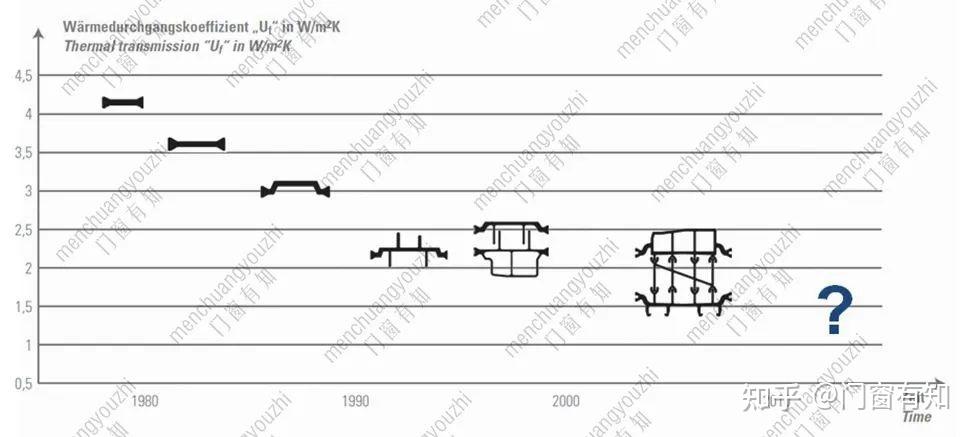 Wärmedurchgangskoeffizient „Uf“ in W/m²K
Thermal transmission “Uf” in W/m²K
4,5
4
3,5
3
2,5
2
1,5
1
0,5
?
1980
1990
2000
Zeit
Time
知乎 @门窗有知
menchuangyouzhi
门窗有知